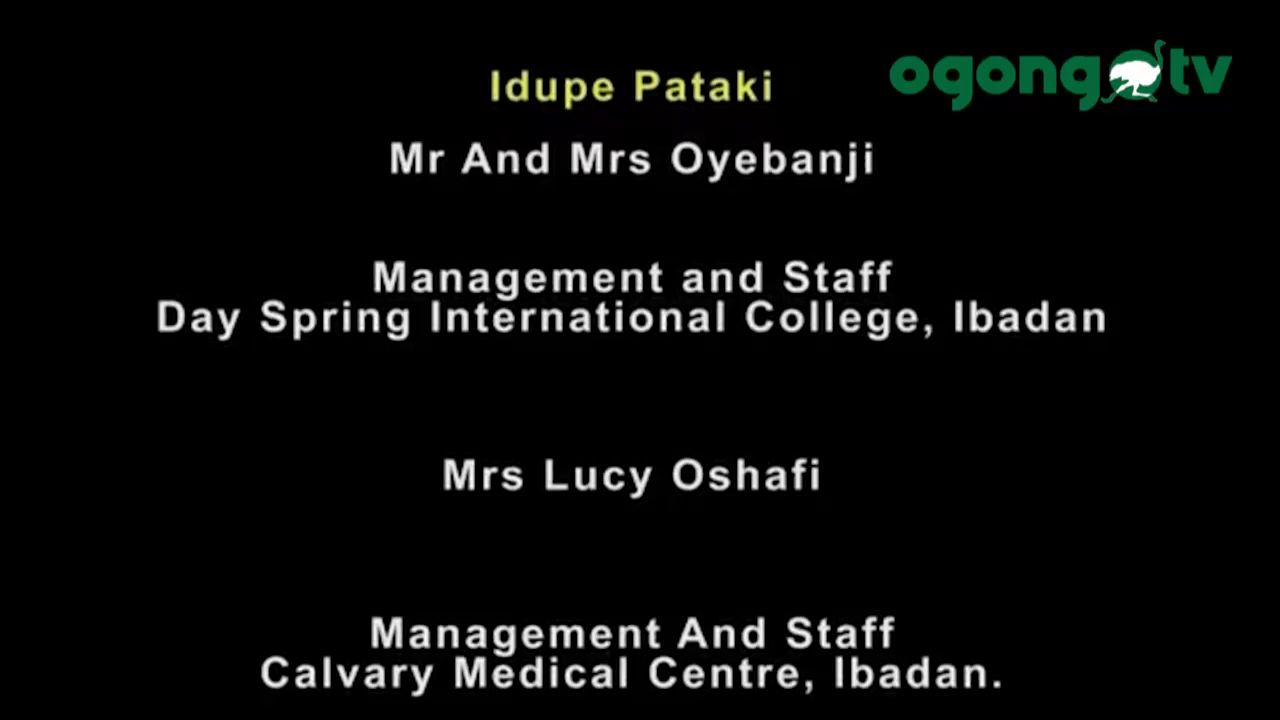 ogongotv
Idupe Pataki
Mr And Mrs Oyebanji
Management and Staff
Day Spring International College, Ibadan
Mrs Lucy Oshafi
Management And Staff
Calvary Medical Centre, Ibadan.